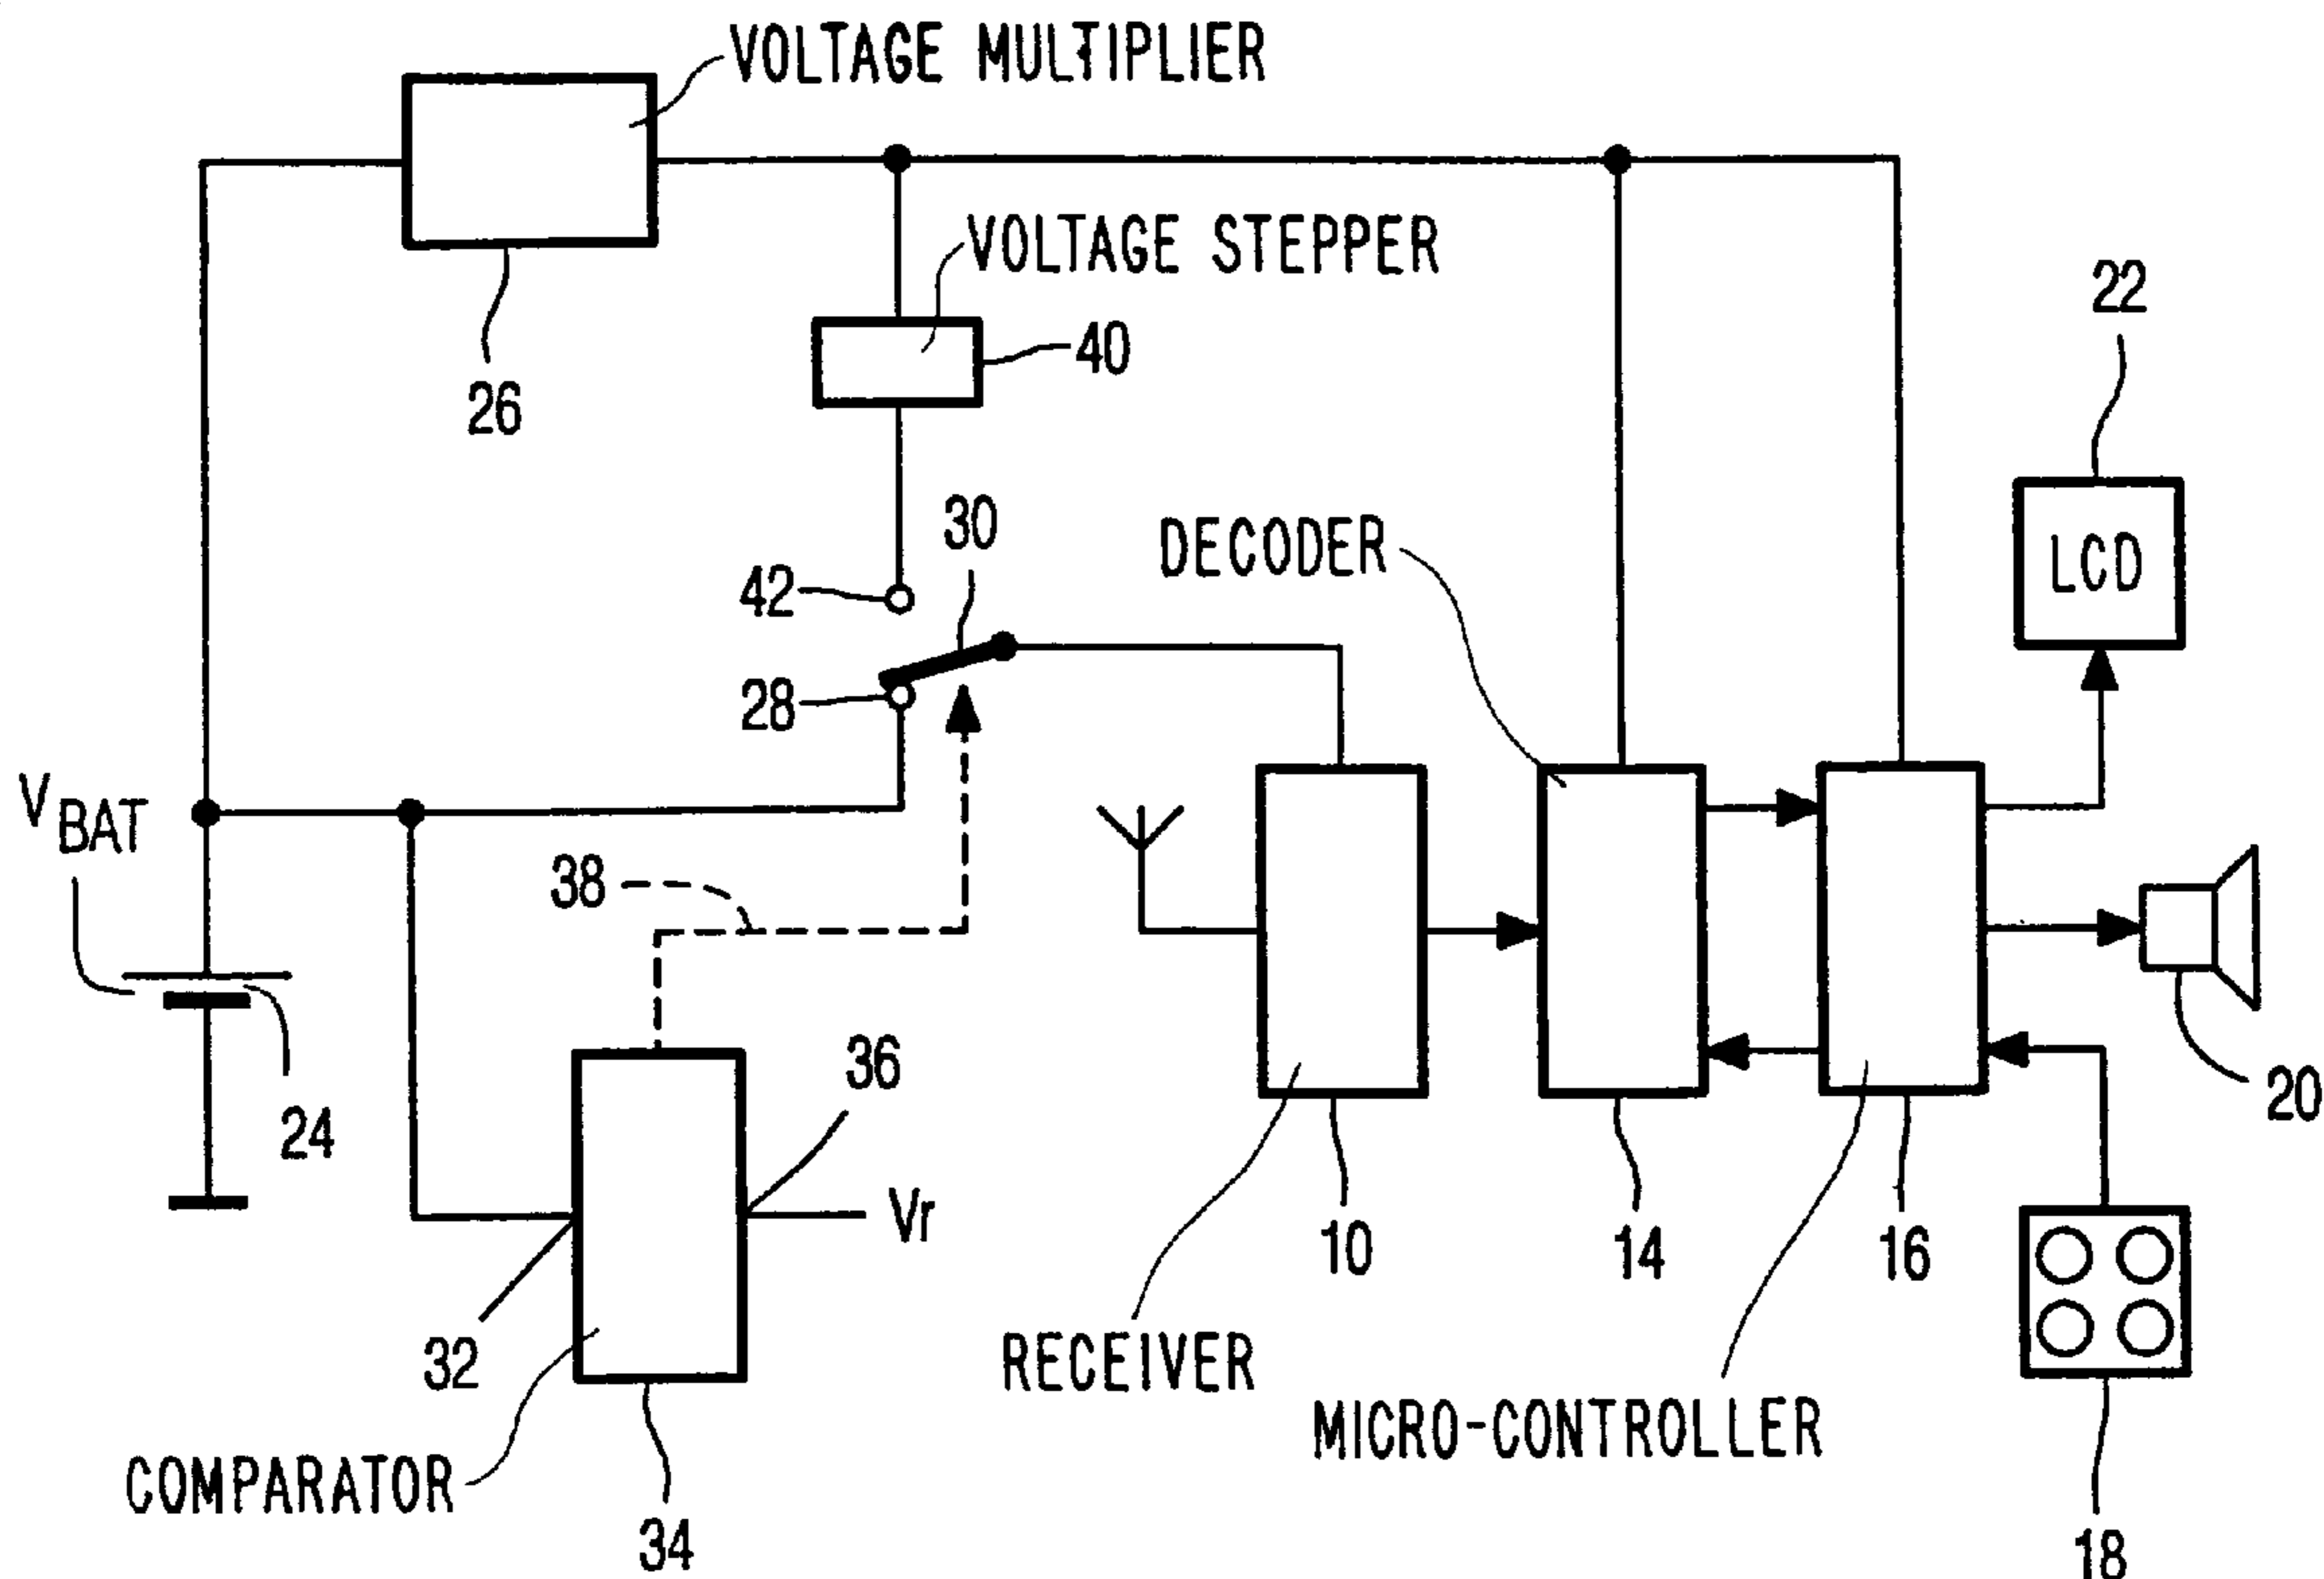 VOLTAGE MULTIPLIER
VOLTAGE STEPPER
22
40
26
30
DECODER
LCD
42
28
VBAT
38
36
20
24
Vr
10
14
16
32
RECEIVER
MICRO-CONTROLLER
COMPARATOR
34
18